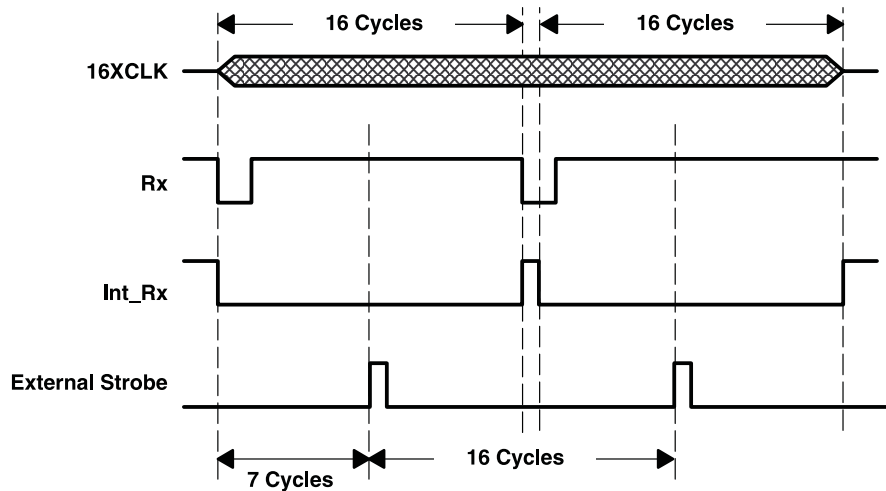 16 Cycles 16 Cycles
16XCLK
Rx
Int_Rx
External Strobe
16 Cycles
7 Cycles